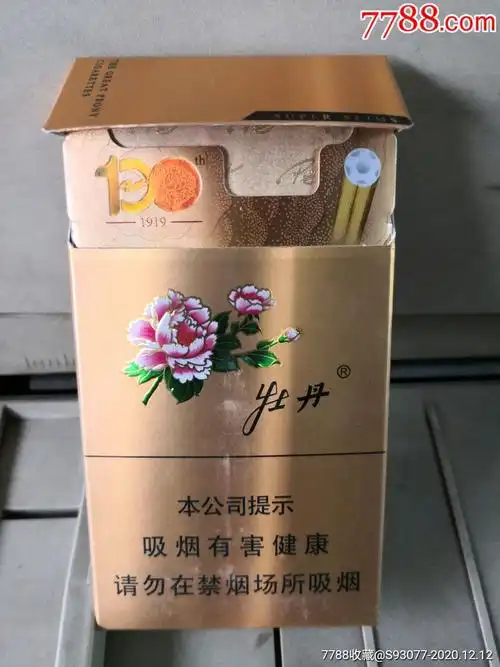 7788.com
THE GREAT PEONY
CIGARETTES
SUPER SLIMS
100th
1919
牡丹®
本公司提示
吸烟有害健康
请勿在禁烟场所吸烟
7788收藏@S93077-2020.12.12